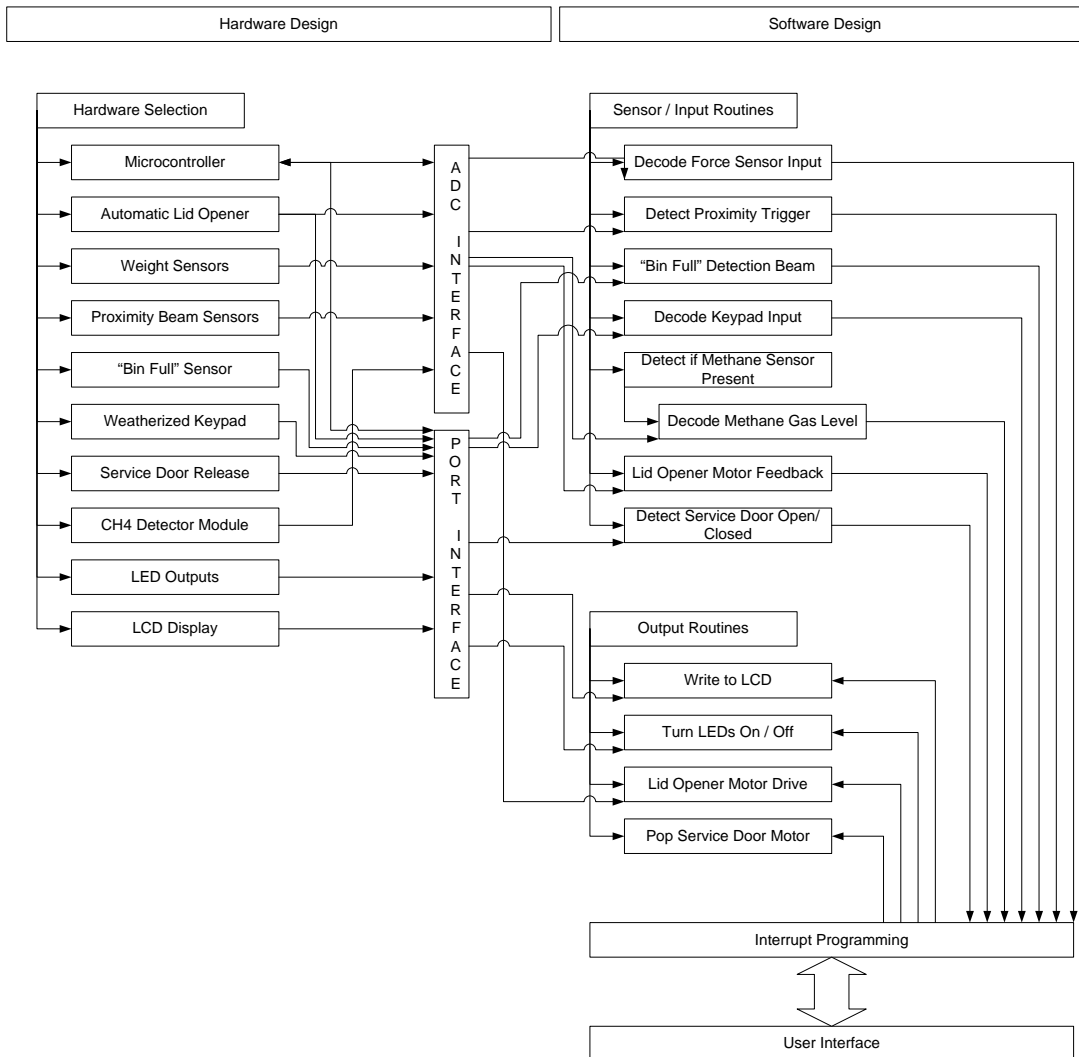 Hardware Design
Software Design
Hardware Selection
Microcontroller
Automatic Lid Opener
Weight Sensors
Proximity Beam Sensors
“Bin Full” Sensor
Weatherized Keypad
Service Door Release
CH4 Detector Module
LED Outputs
LCD Display
ADC INTERFACE
PORT INTERFACE
Sensor / Input Routines
Decode Force Sensor Input
Detect Proximity Trigger
“Bin Full” Detection Beam
Decode Keypad Input
Detect if Methane Sensor
Present
Decode Methane Gas Level
Lid Opener Motor Feedback
Detect Service Door Open/
Closed
Output Routines
Write to LCD
Turn LEDs On / Off
Lid Opener Motor Drive
Pop Service Door Motor
Interrupt Programming
User Interface